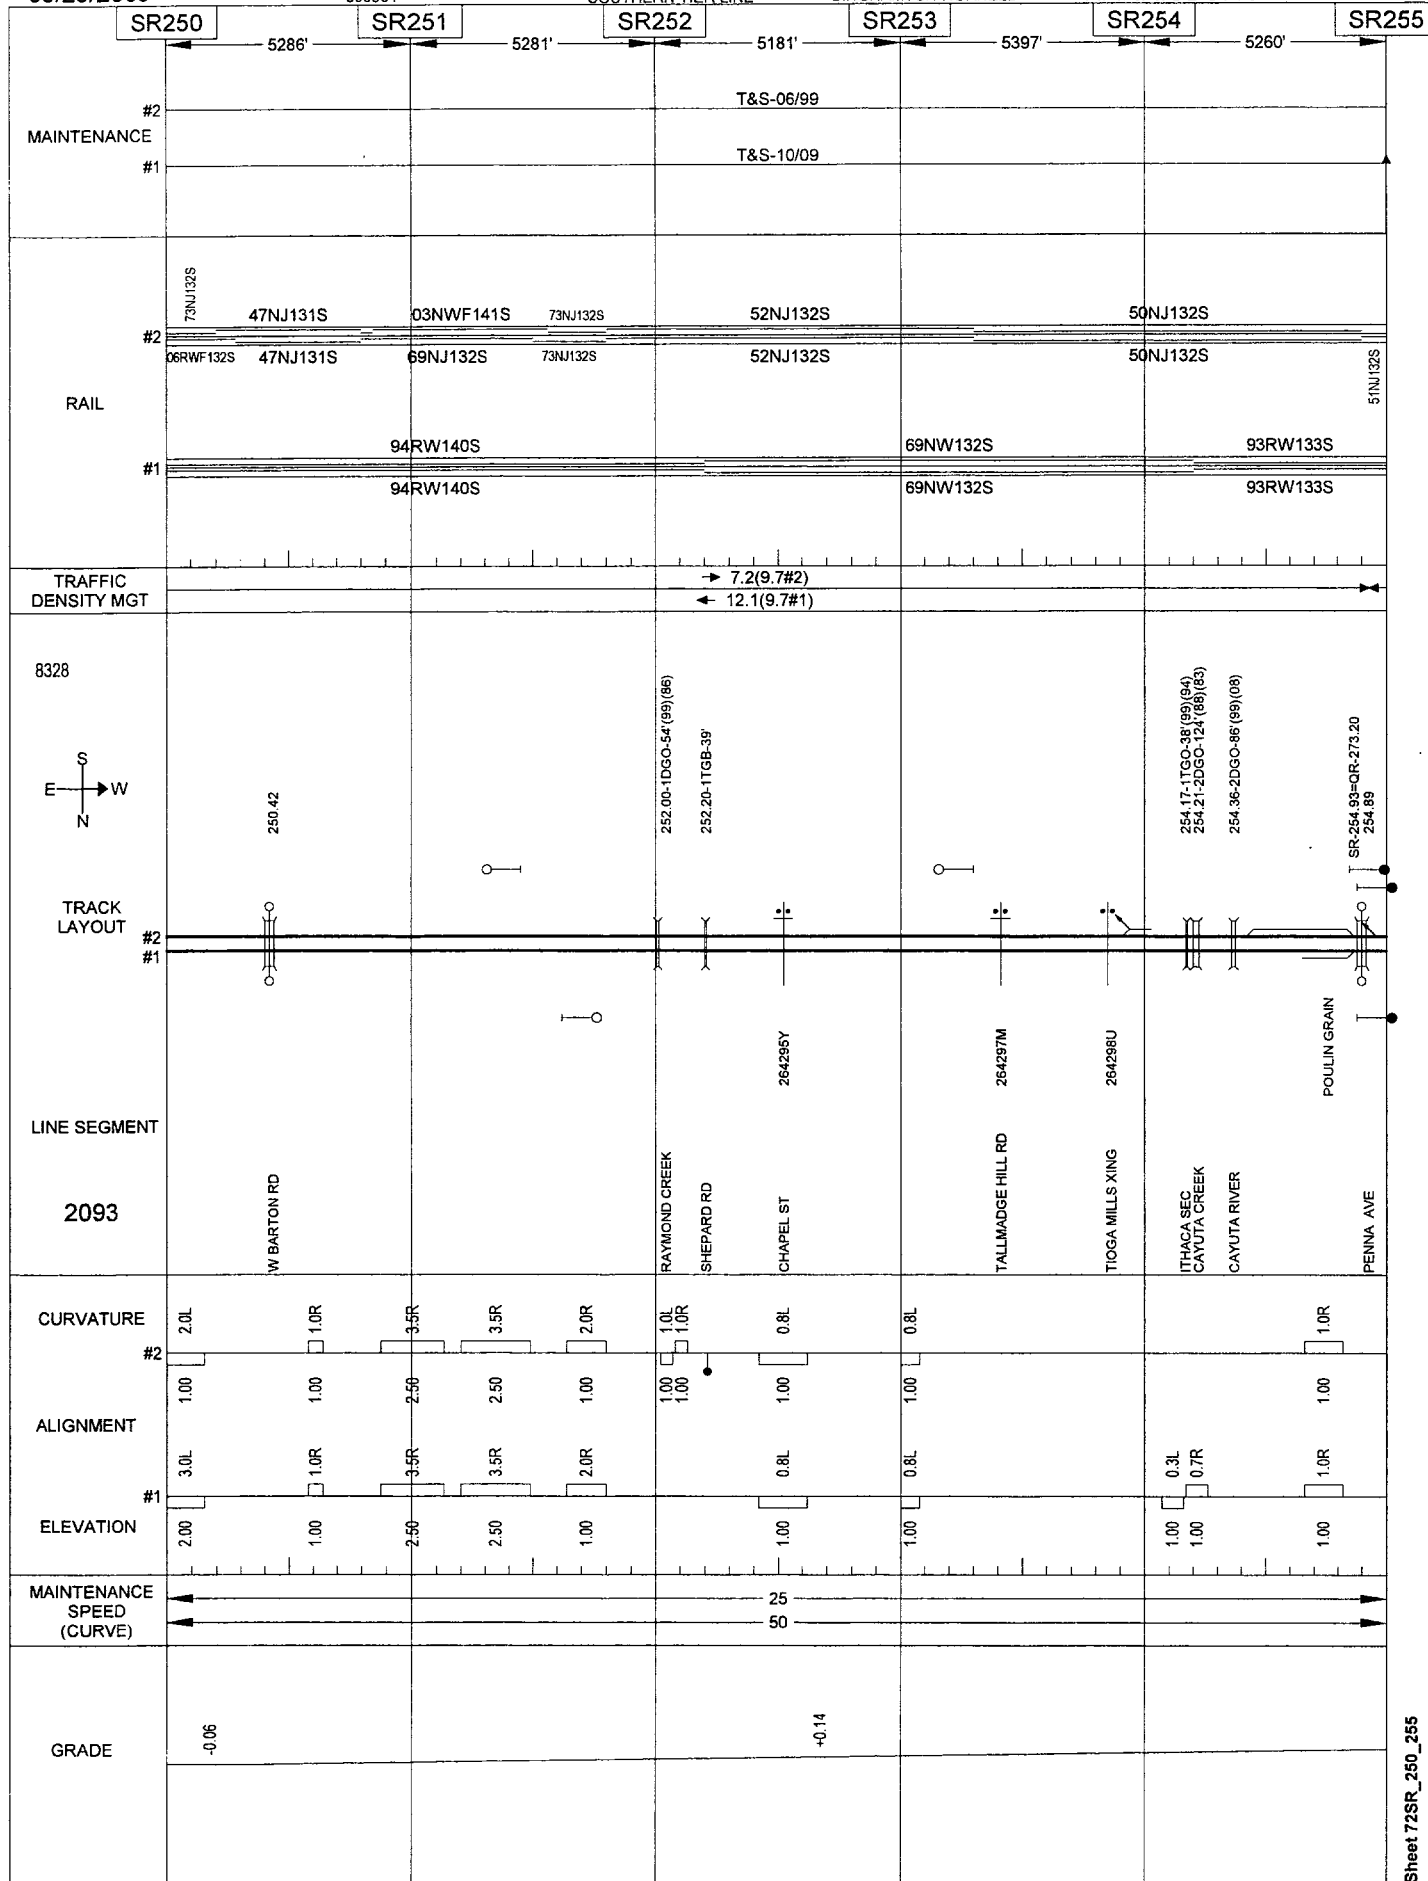 SOUTHERN TIER LINE
SR250 SR251 SR252 SR253 SR254 SR255
5286' 5281' 5181' 5397' 5260'
MAINTENANCE
#2 T&S-06/99
#1 T&S-10/09
RAIL
73NJ132S 47NJ131S 03NWF141S 73NJ132S 52NJ132S 50NJ132S
#2
06RWF132S 47NJ131S 69NJ132S 73NJ132S 52NJ132S 50NJ132S 51NJ132S
94RW140S 69NW132S 93RW133S
#1
94RW140S 69NW132S 93RW133S
TRAFFIC
DENSITY MGT
7.2(9.7#2)
12.1(9.7#1)
8328
S
E W
N
250.42
252.00-1DGO-54'(99)(86)
252.20-1TGB-39'
254.17-1TGO-38'(99)(94)
254.21-2DGO-124'(88)(83)
254.36-2DGO-86'(99)(08)
SR-254.93=QR-273.20
254.89
TRACK
LAYOUT
#2
#1
264295Y
264297M
264298U
POULIN GRAIN
LINE SEGMENT
2093
W BARTON RD
RAYMOND CREEK
SHEPARD RD
CHAPEL ST
TALLMADGE HILL RD
TIOGA MILLS XING
ITHACA SEC
CAYUTA CREEK
CAYUTA RIVER
PENNA AVE
CURVATURE
2.0L 1.0R 3.5R 3.5R 2.0R 1.0L 1.0R 0.8L 0.8L 1.0R
#2
1.00 1.00 2.50 2.50 1.00 1.00 1.00 1.00 1.00 1.00
ALIGNMENT
3.0L 1.0R 3.5R 3.5R 2.0R 0.8L 0.8L 0.3L 0.7R 1.0R
#1
ELEVATION
2.00 1.00 2.50 2.50 1.00 1.00 1.00 1.00 1.00 1.00
MAINTENANCE
SPEED
(CURVE)
25
50
GRADE
-0.06 +0.14
Sheet 72SR_250_255